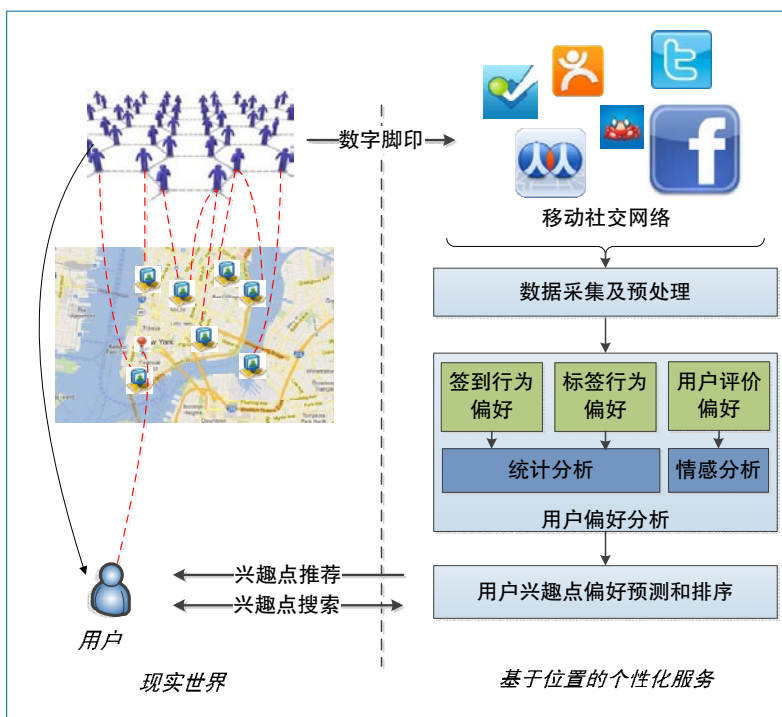 数字脚印
移动社交网络
数据采集及预处理
签到行为
偏好
标签行为
偏好
用户评价
偏好
统计分析
情感分析
用户偏好分析
兴趣点推荐
兴趣点搜索
用户兴趣点偏好预测和排序
用户
现实世界
基于位置的个性化服务